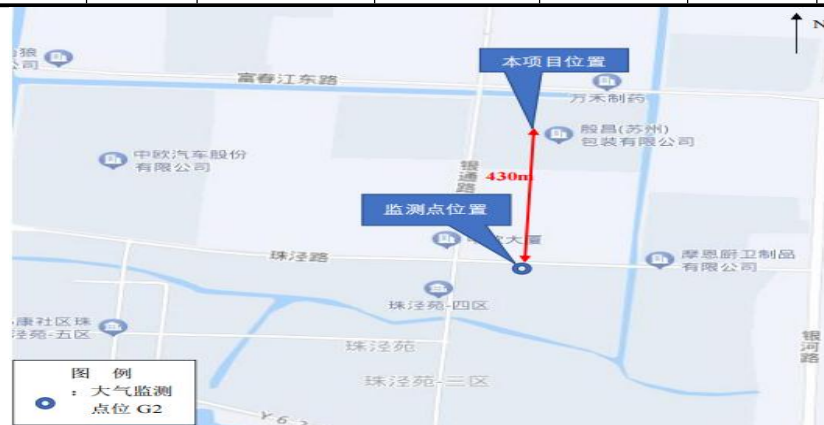 N
公司
本项目位置
富春江东路
万禾制药
殷昌(苏州)
包装有限公司
中欧汽车股份
有限公司
银通路
430m
监测点位置
大厦
珠泾路
摩恩厨卫制品
有限公司
珠泾苑-四区
康社区珠
泾苑-五区
珠泾苑
银河路
珠泾苑-三区
图 例
： 大气监测
点位 G2